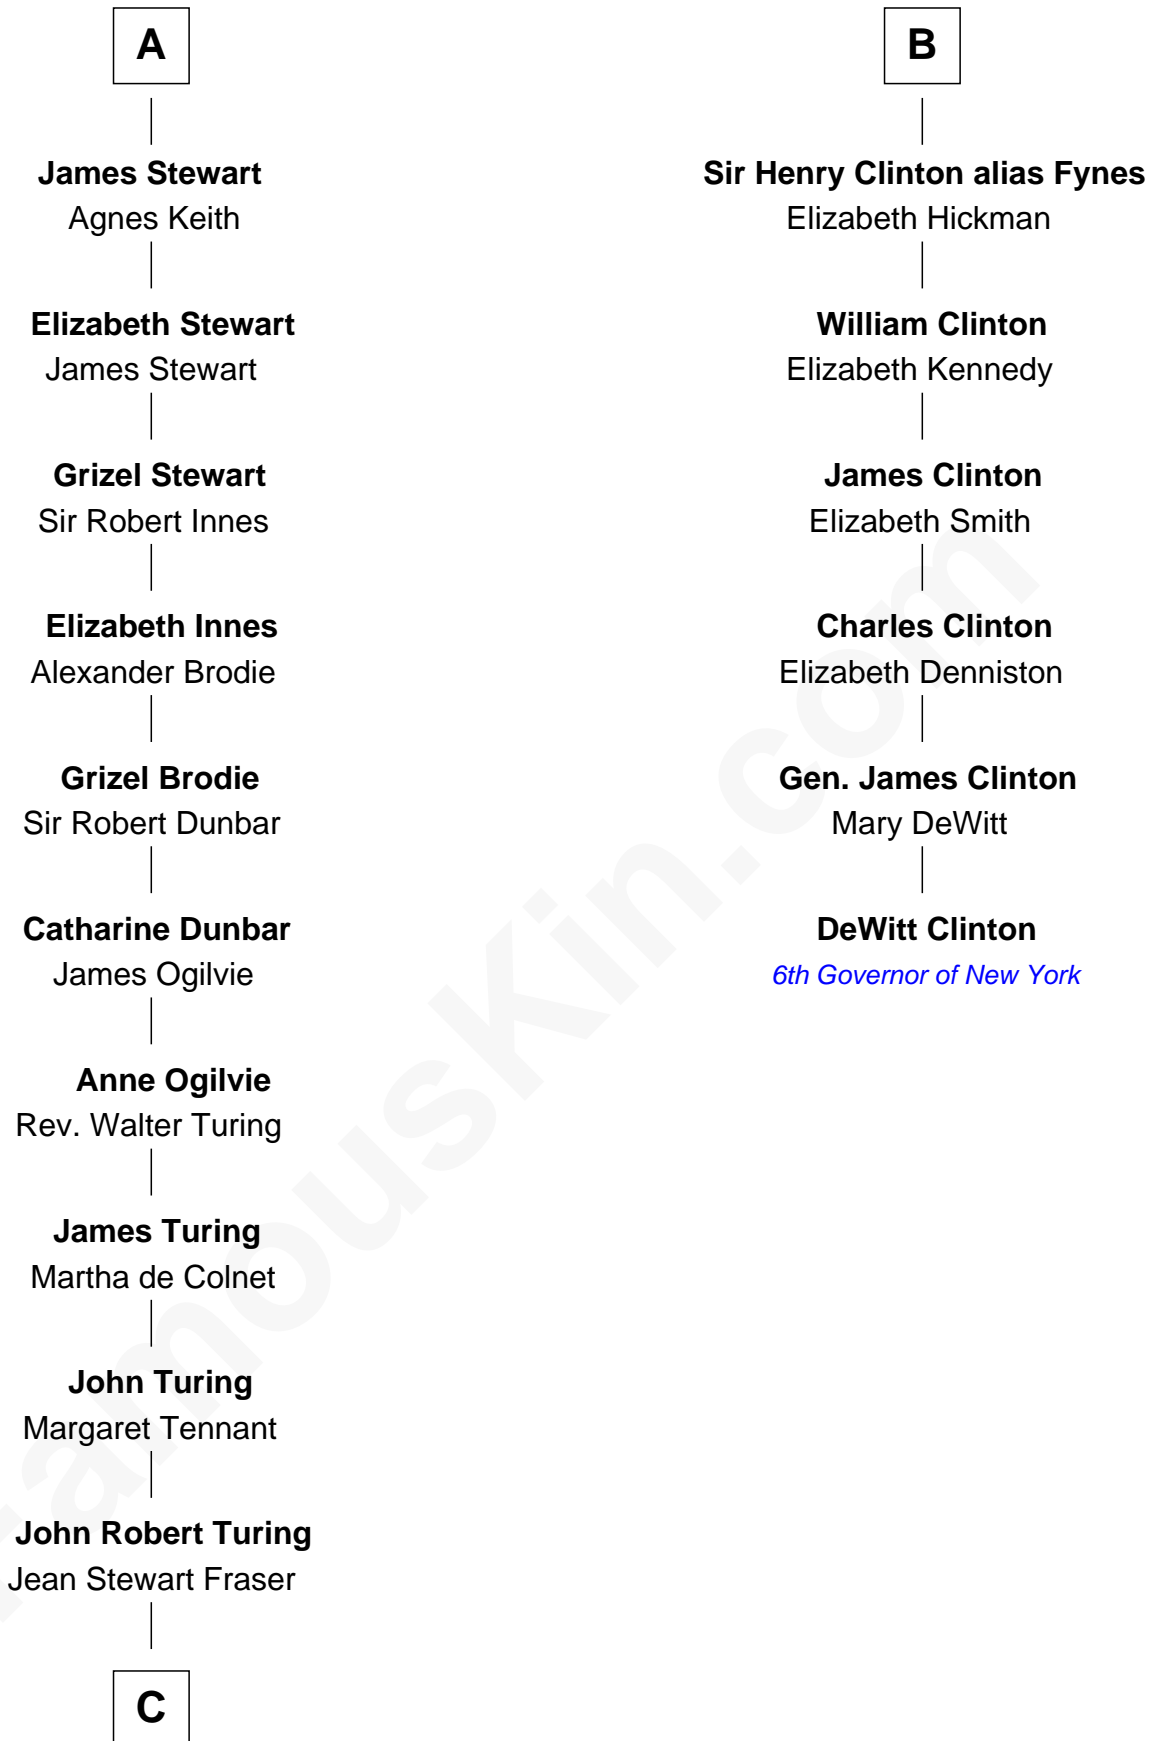 A
James Stewart
Agnes Keith
Elizabeth Stewart
James Stewart
Grizel Stewart
Sir Robert Innes
Elizabeth Innes
Alexander Brodie
Grizel Brodie
Sir Robert Dunbar
Catharine Dunbar
James Ogilvie
Anne Ogilvie
Rev. Walter Turing
James Turing
Martha de Colnet
John Turing
Margaret Tennant
John Robert Turing
Jean Stewart Fraser
C
B
Sir Henry Clinton alias Fynes
Elizabeth Hickman
William Clinton
Elizabeth Kennedy
James Clinton
Elizabeth Smith
Charles Clinton
Elizabeth Denniston
Gen. James Clinton
Mary DeWitt
DeWitt Clinton
6th Governor of New York
FamousKin.com